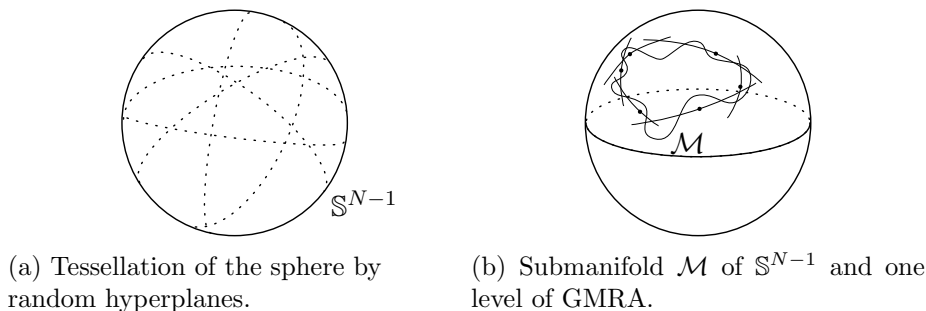 𝕊^{N−1}
ℳ
(a) Tessellation of the sphere by
random hyperplanes.
(b) Submanifold ℳ of 𝕊^{N−1} and one
level of GMRA.